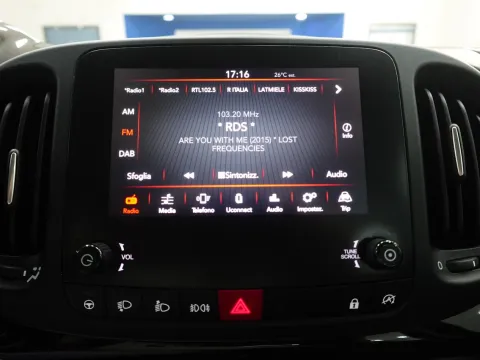 17:16 26°C est.
*Radio1 *Radio2 RTL102.5 R ITALIA LATMIELE KISSKISS
AM
FM
DAB
103.20 MHz
* RDS *
ARE YOU WITH ME (2015) * LOST
FREQUENCIES
Info
Sfoglia Sintonizz. Audio
Radio Media Telefono Uconnect Audio Impostaz. Trip
VOL
TUNE
SCROLL
0 I